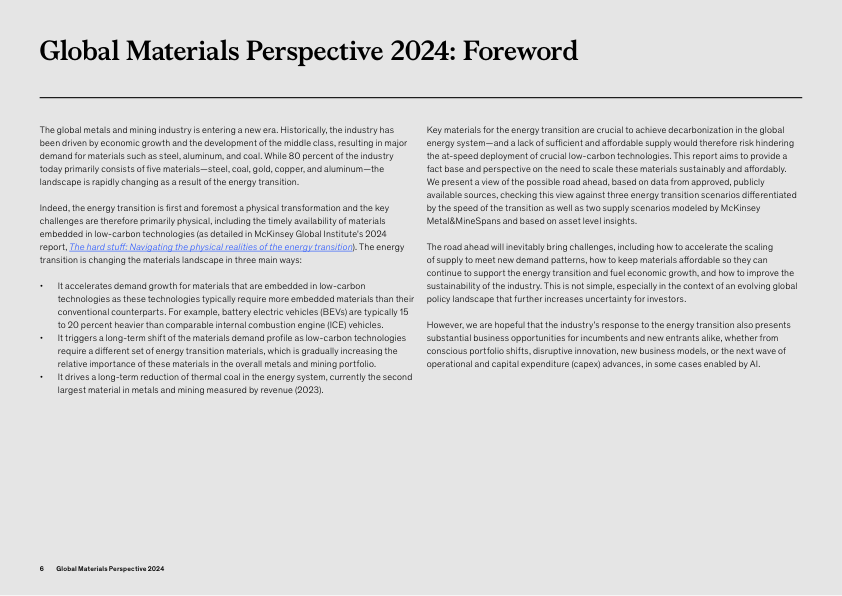 Global Materials Perspective 2024: Foreword
The global metals and mining industry is entering a new era. Historically, the industry has
been driven by economic growth and the development of the middle class, resulting in major
demand for materials such as steel, aluminum, and coal. While 80 percent of the industry
today primarily consists of five materials—steel, coal, gold, copper, and aluminum—the
landscape is rapidly changing as a result of the energy transition.
Indeed, the energy transition is first and foremost a physical transformation and the key
challenges are therefore primarily physical, including the timely availability of materials
embedded in low-carbon technologies (as detailed in McKinsey Global Institute's 2024
report, The hard stuff: Navigating the physical realities of the energy transition). The energy
transition is changing the materials landscape in three main ways:
• It accelerates demand growth for materials that are embedded in low-carbon
technologies as these technologies typically require more embedded materials than their
conventional counterparts. For example, battery electric vehicles (BEVs) are typically 15
to 20 percent heavier than comparable internal combustion engine (ICE) vehicles.
• It triggers a long-term shift of the materials demand profile as low-carbon technologies
require a different set of energy transition materials, which is gradually increasing the
relative importance of these materials in the overall metals and mining portfolio.
• It drives a long-term reduction of thermal coal in the energy system, currently the second
largest material in metals and mining measured by revenue (2023).
Key materials for the energy transition are crucial to achieve decarbonization in the global
energy system—and a lack of sufficient and affordable supply would therefore risk hindering
the at-speed deployment of crucial low-carbon technologies. This report aims to provide a
fact base and perspective on the need to scale these materials sustainably and affordably.
We present a view of the possible road ahead, based on data from approved, publicly
available sources, checking this view against three energy transition scenarios differentiated
by the speed of the transition as well as two supply scenarios modeled by McKinsey
Metal&MineSpans and based on asset level insights.
The road ahead will inevitably bring challenges, including how to accelerate the scaling
of supply to meet new demand patterns, how to keep materials affordable so they can
continue to support the energy transition and fuel economic growth, and how to improve the
sustainability of the industry. This is not simple, especially in the context of an evolving global
policy landscape that further increases uncertainty for investors.
However, we are hopeful that the industry's response to the energy transition also presents
substantial business opportunities for incumbents and new entrants alike, whether from
conscious portfolio shifts, disruptive innovation, new business models, or the next wave of
operational and capital expenditure (capex) advances, in some cases enabled by AI.
6 Global Materials Perspective 2024